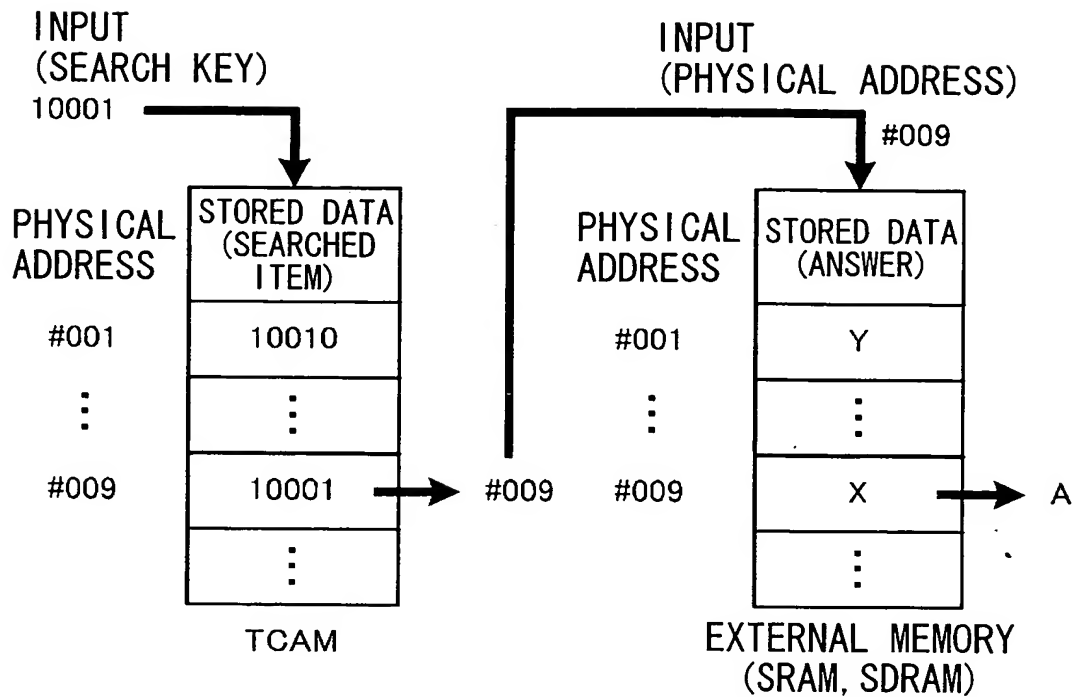 INPUT
(SEARCH KEY)
10001
PHYSICAL
ADDRESS
STORED DATA
(SEARCHED
ITEM)
#001
10010
⋮
⋮
#009
10001
#009
⋮
TCAM
INPUT
(PHYSICAL ADDRESS)
#009
PHYSICAL
ADDRESS
STORED DATA
(ANSWER)
#001
Y
⋮
⋮
#009
X
A
⋮
EXTERNAL MEMORY
(SRAM, SDRAM)